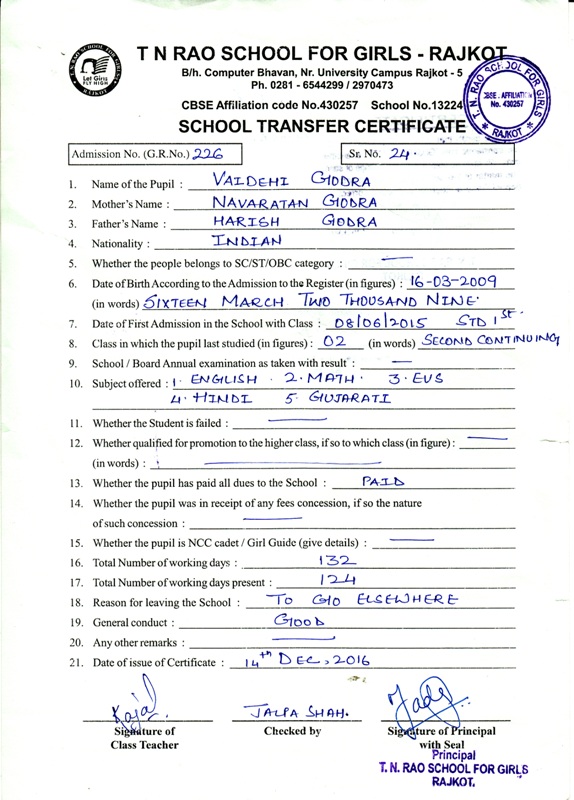 T N RAO SCHOOL FOR GIRLS
Let Girls
FLY HIGH
RAJKOT
T N RAO SCHOOL FOR GIRLS - RAJKOT
B/h. Computer Bhavan, Nr. University Campus Rajkot - 5
Ph. 0281 - 6544299 / 2970473
CBSE Affiliation code No.430257 School No.13224
T. N. RAO SCHOOL FOR GIRLS
CBSE - AFFILIATION
No. 430257
RAJKOT
SCHOOL TRANSFER CERTIFICATE
Admission No. (G.R.No.) 226 Sr. No. 24.
1. Name of the Pupil : VAIDEHI GODRA
2. Mother's Name : NAVARATAN GODRA
3. Father's Name : HARISH GODRA
4. Nationality : INDIAN
5. Whether the people belongs to SC/ST/OBC category : —
6. Date of Birth According to the Admission to the Register (in figures) : 16-03-2009
(in words) SIXTEEN MARCH TWO THOUSAND NINE.
7. Date of First Admission in the School with Class : 08/06/2015 STD 1st.
8. Class in which the pupil last studied (in figures) : 02 (in words) SECOND CONTINUING
9. School / Board Annual examination as taken with result : —
10. Subject offered : 1. ENGLISH . 2. MATH . 3. EVS
4. HINDI 5. GUJARATI
11. Whether the Student is failed : —
12. Whether qualified for promotion to the higher class, if so to which class (in figure) : —
(in words) : —
13. Whether the pupil has paid all dues to the School : PAID
14. Whether the pupil was in receipt of any fees concession, if so the nature
of such concession : —
15. Whether the pupil is NCC cadet / Girl Guide (give details) : —
16. Total Number of working days : 132
17. Total Number of working days present : 124
18. Reason for leaving the School : TO GO ELSEWHERE
19. General conduct : GOOD
20. Any other remarks : —
21. Date of issue of Certificate : 14th DEC, 2016
Kajal JALPA SHAH.
Signature of Checked by Signature of Principal
Class Teacher with Seal
Principal
T. N. RAO SCHOOL FOR GIRLS
RAJKOT.